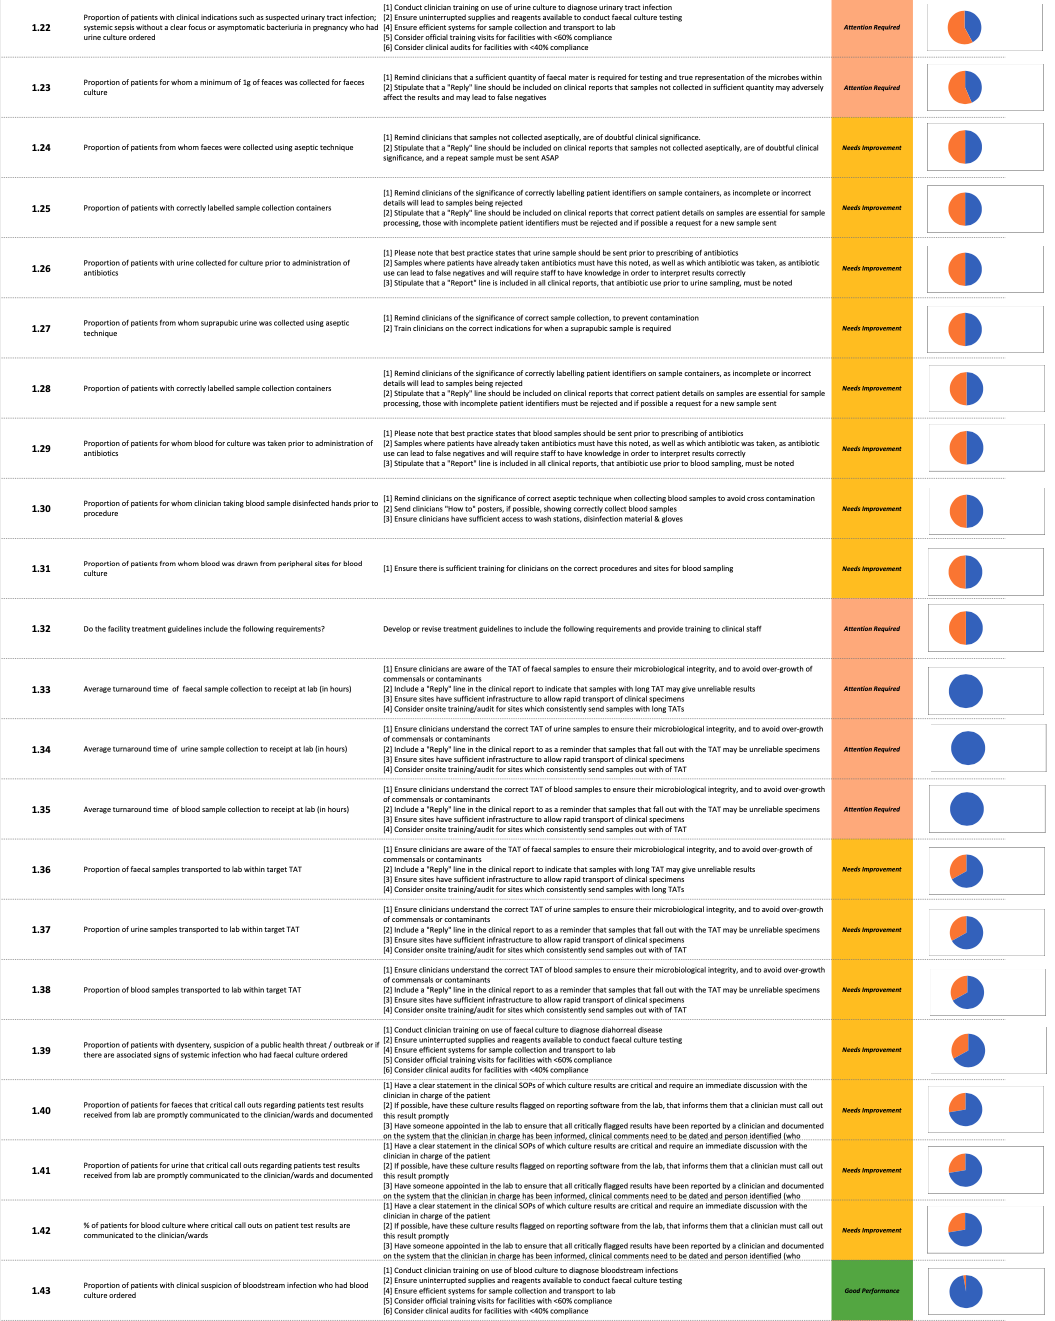 1.22
Proportion of patients with clinical indications such as suspected urinary tract infection;
systemic sepsis without a clear focus or asymptomatic bacteriuria in pregnancy who had
urine culture ordered
[1] Conduct clinician training on use of urine culture to diagnose urinary tract infection
[2] Ensure uninterrupted supplies and reagents available to conduct faecal culture testing
[4] Ensure efficient systems for sample collection and transport to lab
[5] Consider official training visits for facilities with <60% compliance
[6] Consider clinical audits for facilities with <40% compliance
Attention Required
1.23
Proportion of patients for whom a minimum of 1g of feaces was collected for faeces
culture
[1] Remind clinicians that a sufficient quantity of faecal mater is required for testing and true representation of the microbes within
[2] Stipulate that a "Reply" line should be included on clinical reports that samples not collected in sufficient quantity may adversely
affect the results and may lead to false negatives
Attention Required
1.24
Proportion of patients from whom faeces were collected using aseptic technique
[1] Remind clinicians that samples not collected aseptically, are of doubtful clinical significance.
[2] Stipulate that a "Reply" line should be included on clinical reports that samples not collected aseptically, are of doubtful clinical
significance, and a repeat sample must be sent ASAP
Needs Improvement
1.25
Proportion of patients with correctly labelled sample collection containers
[1] Remind clinicians of the significance of correctly labelling patient identifiers on sample containers, as incomplete or incorrect
details will lead to samples being rejected
[2] Stipulate that a "Reply" line should be included on clinical reports that correct patient details on samples are essential for sample
processing, those with incomplete patient identifiers must be rejected and if possible a request for a new sample sent
Needs Improvement
1.26
Proportion of patients with urine collected for culture prior to administration of
antibiotics
[1] Please note that best practice states that urine sample should be sent prior to prescribing of antibiotics
[2] Samples where patients have already taken antibiotics must have this noted, as well as which antibiotic was taken, as antibiotic
use can lead to false negatives and will require staff to have knowledge in order to interpret results correctly
[3] Stipulate that a "Report" line is included in all clinical reports, that antibiotic use prior to urine sampling, must be noted
Needs Improvement
1.27
Proportion of patients from whom suprapubic urine was collected using aseptic
technique
[1] Remind clinicians of the significance of correct sample collection, to prevent contamination
[2] Train clinicians on the correct indications for when a suprapubic sample is required
Needs Improvement
1.28
Proportion of patients with correctly labelled sample collection containers
[1] Remind clinicians of the significance of correctly labelling patient identifiers on sample containers, as incomplete or incorrect
details will lead to samples being rejected
[2] Stipulate that a "Reply" line should be included on clinical reports that correct patient details on samples are essential for sample
processing, those with incomplete patient identifiers must be rejected and if possible a request for a new sample sent
Needs Improvement
1.29
Proportion of patients for whom blood for culture was taken prior to administration of
antibiotics
[1] Please note that best practice states that blood samples should be sent prior to prescribing of antibiotics
[2] Samples where patients have already taken antibiotics must have this noted, as well as which antibiotic was taken, as antibiotic
use can lead to false negatives and will require staff to have knowledge in order to interpret results correctly
[3] Stipulate that a "Report" line is included in all clinical reports, that antibiotic use prior to blood sampling, must be noted
Needs Improvement
1.30
Proportion of patients for whom clinician taking blood sample disinfected hands prior to
procedure
[1] Remind clinicians on the significance of correct aseptic technique when collecting blood samples to avoid cross contamination
[2] Send clinicians "How to" posters, if possible, showing correctly collect blood samples
[3] Ensure clinicians have sufficient access to wash stations, disinfection material & gloves
Needs Improvement
1.31
Proportion of patients from whom blood was drawn from peripheral sites for blood
culture
[1] Ensure there is sufficient training for clinicians on the correct procedures and sites for blood sampling
Needs Improvement
1.32
Do the facility treatment guidelines include the following requirements?
Develop or revise treatment guidelines to include the following requirements and provide training to clinical staff
Attention Required
1.33
Average turnaround time of faecal sample collection to receipt at lab (in hours)
[1] Ensure clinicians are aware of the TAT of faecal samples to ensure their microbiological integrity, and to avoid over-growth of
commensals or contaminants
[2] Include a "Reply" line in the clinical report to indicate that samples with long TAT may give unreliable results
[3] Ensure sites have sufficient infrastructure to allow rapid transport of clinical specimens
[4] Consider onsite training/audit for sites which consistently send samples with long TATs
Attention Required
1.34
Average turnaround time of urine sample collection to receipt at lab (in hours)
[1] Ensure clinicians understand the correct TAT of urine samples to ensure their microbiological integrity, and to avoid over-growth
of commensals or contaminants
[2] Include a "Reply" line in the clinical report to as a reminder that samples that fall out with the TAT may be unreliable specimens
[3] Ensure sites have sufficient infrastructure to allow rapid transport of clinical specimens
[4] Consider onsite training/audit for sites which consistently send samples out with of TAT
Attention Required
1.35
Average turnaround time of blood sample collection to receipt at lab (in hours)
[1] Ensure clinicians understand the correct TAT of blood samples to ensure their microbiological integrity, and to avoid over-growth
of commensals or contaminants
[2] Include a "Reply" line in the clinical report to as a reminder that samples that fall out with the TAT may be unreliable specimens
[3] Ensure sites have sufficient infrastructure to allow rapid transport of clinical specimens
[4] Consider onsite training/audit for sites which consistently send samples out with of TAT
Attention Required
1.36
Proportion of faecal samples transported to lab within target TAT
[1] Ensure clinicians are aware of the TAT of faecal samples to ensure their microbiological integrity, and to avoid over-growth of
commensals or contaminants
[2] Include a "Reply" line in the clinical report to indicate that samples with long TAT may give unreliable results
[3] Ensure sites have sufficient infrastructure to allow rapid transport of clinical specimens
[4] Consider onsite training/audit for sites which consistently send samples with long TATs
Needs Improvement
1.37
Proportion of urine samples transported to lab within target TAT
[1] Ensure clinicians understand the correct TAT of urine samples to ensure their microbiological integrity, and to avoid over-growth
of commensals or contaminants
[2] Include a "Reply" line in the clinical report to as a reminder that samples that fall out with the TAT may be unreliable specimens
[3] Ensure sites have sufficient infrastructure to allow rapid transport of clinical specimens
[4] Consider onsite training/audit for sites which consistently send samples out with of TAT
Needs Improvement
1.38
Proportion of blood samples transported to lab within target TAT
[1] Ensure clinicians understand the correct TAT of blood samples to ensure their microbiological integrity, and to avoid over-growth
of commensals or contaminants
[2] Include a "Reply" line in the clinical report to as a reminder that samples that fall out with the TAT may be unreliable specimens
[3] Ensure sites have sufficient infrastructure to allow rapid transport of clinical specimens
[4] Consider onsite training/audit for sites which consistently send samples out with of TAT
Needs Improvement
1.39
Proportion of patients with dysentery, suspicion of a public health threat / outbreak or if
there are associated signs of systemic infection who had faecal culture ordered
[1] Conduct clinician training on use of faecal culture to diagnose diahorreal disease
[2] Ensure uninterrupted supplies and reagents available to conduct faecal culture testing
[4] Ensure efficient systems for sample collection and transport to lab
[5] Consider official training visits for facilities with <60% compliance
[6] Consider clinical audits for facilities with <40% compliance
Needs Improvement
1.40
Proportion of patients for faeces that critical call outs regarding patients test results
received from lab are promptly communicated to the clinician/wards and documented
[1] Have a clear statement in the clinical SOPs of which culture results are critical and require an immediate discussion with the
clinician in charge of the patient
[2] If possible, have these culture results flagged on reporting software from the lab, that informs them that a clinician must call out
this result promptly
[3] Have someone appointed in the lab to ensure that all critically flagged results have been reported by a clinician and documented
on the system that the clinician in charge has been informed, clinical comments need to be dated and person identified (who
Needs Improvement
1.41
Proportion of patients for urine that critical call outs regarding patients test results
received from lab are promptly communicated to the clinician/wards and documented
[1] Have a clear statement in the clinical SOPs of which culture results are critical and require an immediate discussion with the
clinician in charge of the patient
[2] If possible, have these culture results flagged on reporting software from the lab, that informs them that a clinician must call out
this result promptly
[3] Have someone appointed in the lab to ensure that all critically flagged results have been reported by a clinician and documented
on the system that the clinician in charge has been informed, clinical comments need to be dated and person identified (who
Needs Improvement
1.42
% of patients for blood culture where critical call outs on patient test results are
communicated to the clinician/wards
[1] Have a clear statement in the clinical SOPs of which culture results are critical and require an immediate discussion with the
clinician in charge of the patient
[2] If possible, have these culture results flagged on reporting software from the lab, that informs them that a clinician must call out
this result promptly
[3] Have someone appointed in the lab to ensure that all critically flagged results have been reported by a clinician and documented
on the system that the clinician in charge has been informed, clinical comments need to be dated and person identified (who
Needs Improvement
1.43
Proportion of patients with clinical suspicion of bloodstream infection who had blood
culture ordered
[1] Conduct clinician training on use of blood culture to diagnose bloodstream infections
[2] Ensure uninterrupted supplies and reagents available to conduct faecal culture testing
[4] Ensure efficient systems for sample collection and transport to lab
[5] Consider official training visits for facilities with <60% compliance
[6] Consider clinical audits for facilities with <40% compliance
Good Performance